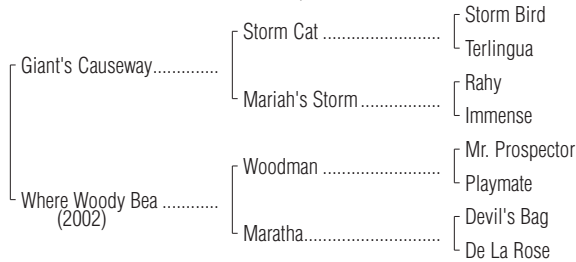 Storm Bird
Storm Cat ......................
Terlingua
Giant's Causeway.............
Rahy
Mariah's Storm ................
Immense
Mr. Prospector
Woodman ......................
Playmate
Where Woody Bea ...........
(2002)
Devil's Bag
Maratha.........................
De La Rose